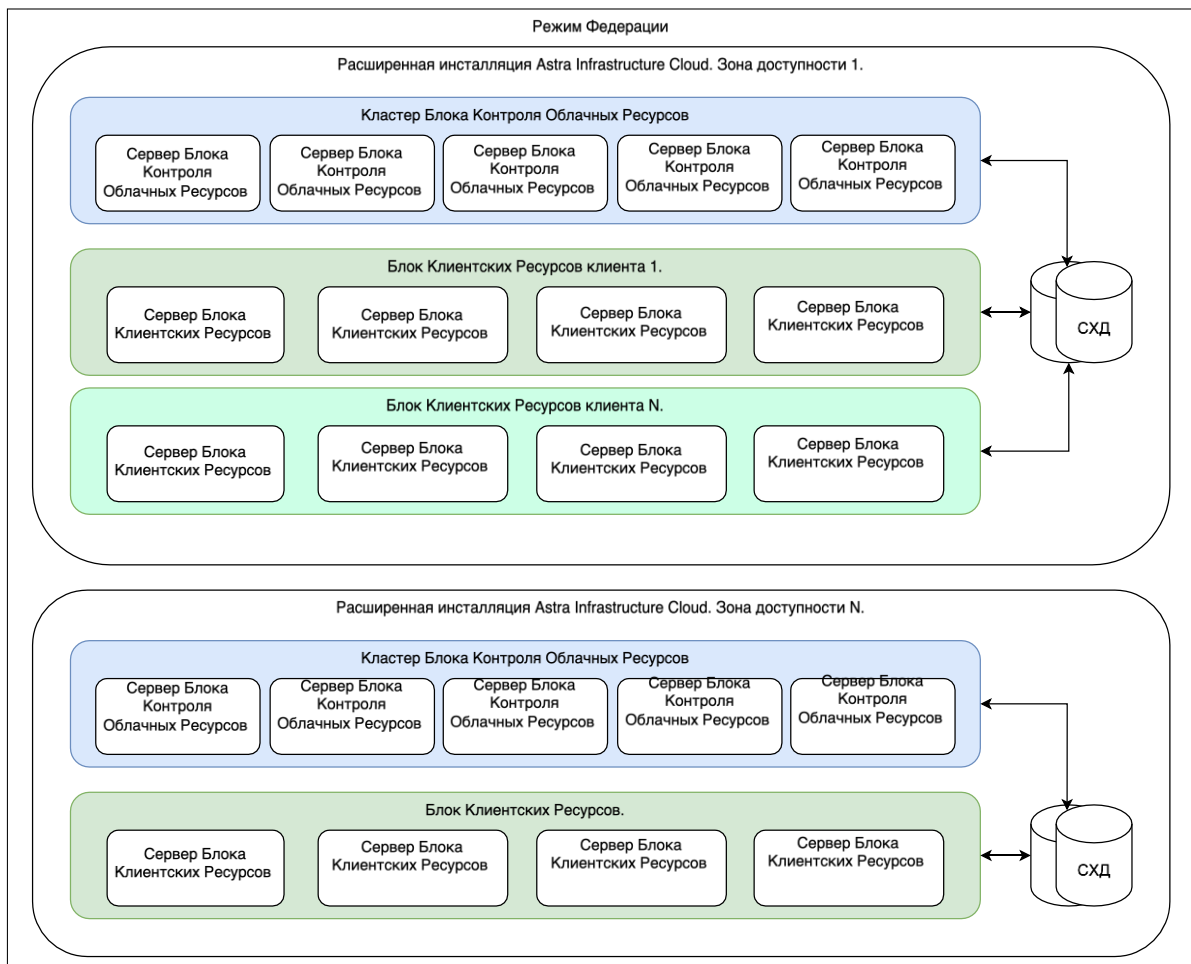 Режим Федерации
Расширенная инсталляция Astra Infrastructure Cloud. Зона доступности 1.
Кластер Блока Контроля Облачных Ресурсов
Сервер Блока
Контроля
Облачных Ресурсов
Сервер Блока
Контроля
Облачных Ресурсов
Сервер Блока
Контроля
Облачных Ресурсов
Сервер Блока
Контроля
Облачных Ресурсов
Сервер Блока
Контроля
Облачных Ресурсов
Блок Клиентских Ресурсов клиента 1.
Сервер Блока
Клиентских Ресурсов
Сервер Блока
Клиентских Ресурсов
Сервер Блока
Клиентских Ресурсов
Сервер Блока
Клиентских Ресурсов
СХД
Блок Клиентских Ресурсов клиента N.
Сервер Блока
Клиентских Ресурсов
Сервер Блока
Клиентских Ресурсов
Сервер Блока
Клиентских Ресурсов
Сервер Блока
Клиентских Ресурсов
Расширенная инсталляция Astra Infrastructure Cloud. Зона доступности N.
Кластер Блока Контроля Облачных Ресурсов
Сервер Блока
Контроля
Облачных Ресурсов
Сервер Блока
Контроля
Облачных Ресурсов
Сервер Блока
Контроля
Облачных Ресурсов
Сервер Блока
Контроля
Облачных Ресурсов
Сервер Блока
Контроля
Облачных Ресурсов
Блок Клиентских Ресурсов.
Сервер Блока
Клиентских Ресурсов
Сервер Блока
Клиентских Ресурсов
Сервер Блока
Клиентских Ресурсов
Сервер Блока
Клиентских Ресурсов
СХД